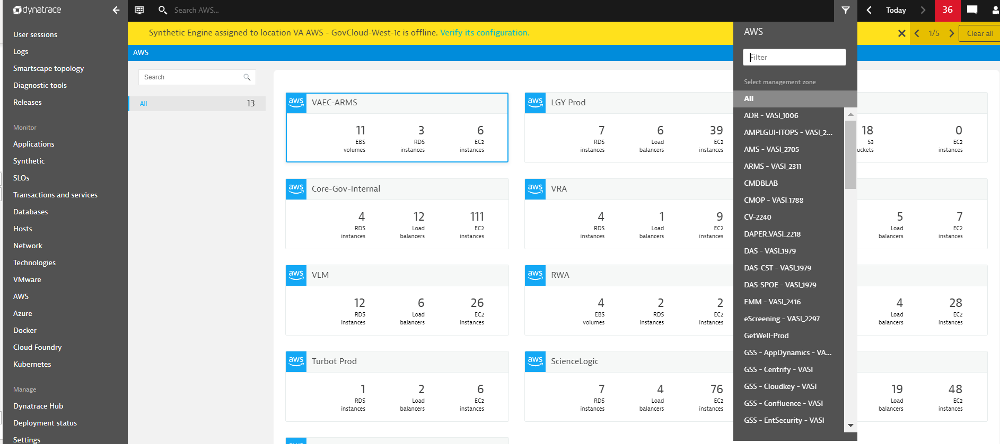 dynatrace
Search AWS...
Today
36
User sessions
Logs
Smartscape topology
Diagnostic tools
Releases
Monitor
Applications
Synthetic
SLOs
Transactions and services
Databases
Hosts
Network
Technologies
VMware
AWS
Azure
Docker
Cloud Foundry
Kubernetes
Manage
Dynatrace Hub
Deployment status
Settings
Synthetic Engine assigned to location VA AWS - GovCloud-West-1c is offline. Verify its configuration.
1/5
Clear all
AWS
Search
All 13
aws VAEC-ARMS
11 3 6
EBS RDS EC2
volumes instances instances
aws LGY Prod
7 6 39
RDS Load EC2
instances balancers instances
18 0
S3 EC2
uckets instances
aws Core-Gov-Internal
4 12 111
RDS Load EC2
instances balancers instances
aws VRA
4 1 9
RDS Load EC2
instances balancers instances
5 7
Load EC2
balancers instances
aws VLM
12 6 26
RDS Load EC2
instances balancers instances
aws RWA
4 2 2
EBS RDS EC2
volumes instances instances
4 28
Load EC2
balancers instances
aws Turbot Prod
1 2 6
RDS Load EC2
instances balancers instances
aws ScienceLogic
7 4 76
RDS Load EC2
instances balancers instances
19 48
Load EC2
balancers instances
AWS
Filter
Select management zone
All
ADR - VASI_1006
AMPLGUI-ITOPS - VASI_2...
AMS - VASI_2705
ARMS - VASI_2311
CMDBLAB
CMOP - VASI_1788
CV-2240
DAPER_VASI_2218
DAS - VASI_1979
DAS-CST - VASI_1979
DAS-SPOE - VASI_1979
EMM - VASI_2416
eScreening - VASI_2297
GetWell-Prod
GSS - AppDynamics - VA...
GSS - Centrify - VASI
GSS - Cloudkey - VASI
GSS - Confluence - VASI
GSS - EntSecurity - VASI